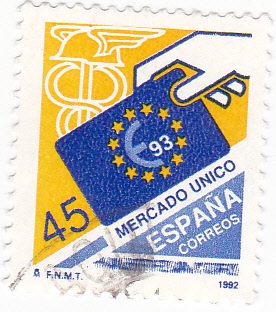 €93
45
MERCADO UNICO
ESPAÑA
CORREOS
F.N.M.T.
1992